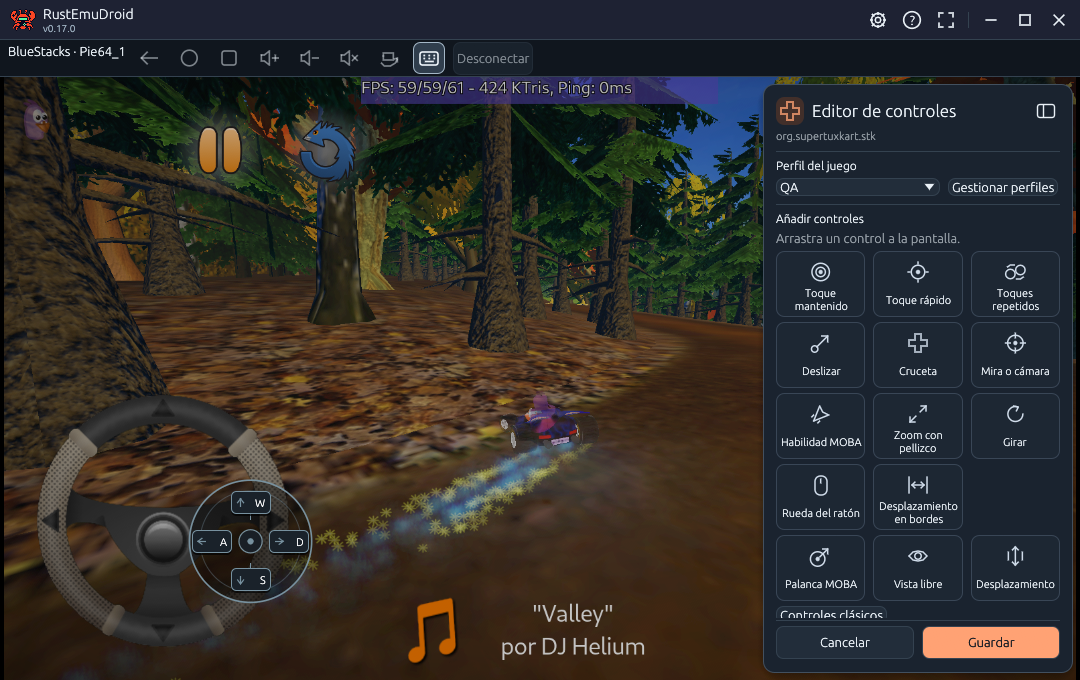 RustEmuDroid
v0.17.0
BlueStacks · Pie64_1
Desconectar
FPS: 59/59/61 - 424 KTris, Ping: 0ms
"Valley"
por DJ Helium
W
A
D
S
Editor de controles
org.supertuxkart.stk
Perfil del juego
QA
Gestionar perfiles
Añadir controles
Arrastra un control a la pantalla.
Toque
mantenido
Toque rápido
Toques
repetidos
Deslizar
Cruceta
Mira o cámara
Habilidad MOBA
Zoom con
pellizco
Girar
Rueda del ratón
Desplazamiento
en bordes
Palanca MOBA
Vista libre
Desplazamiento
Controles clásicos
Cancelar
Guardar